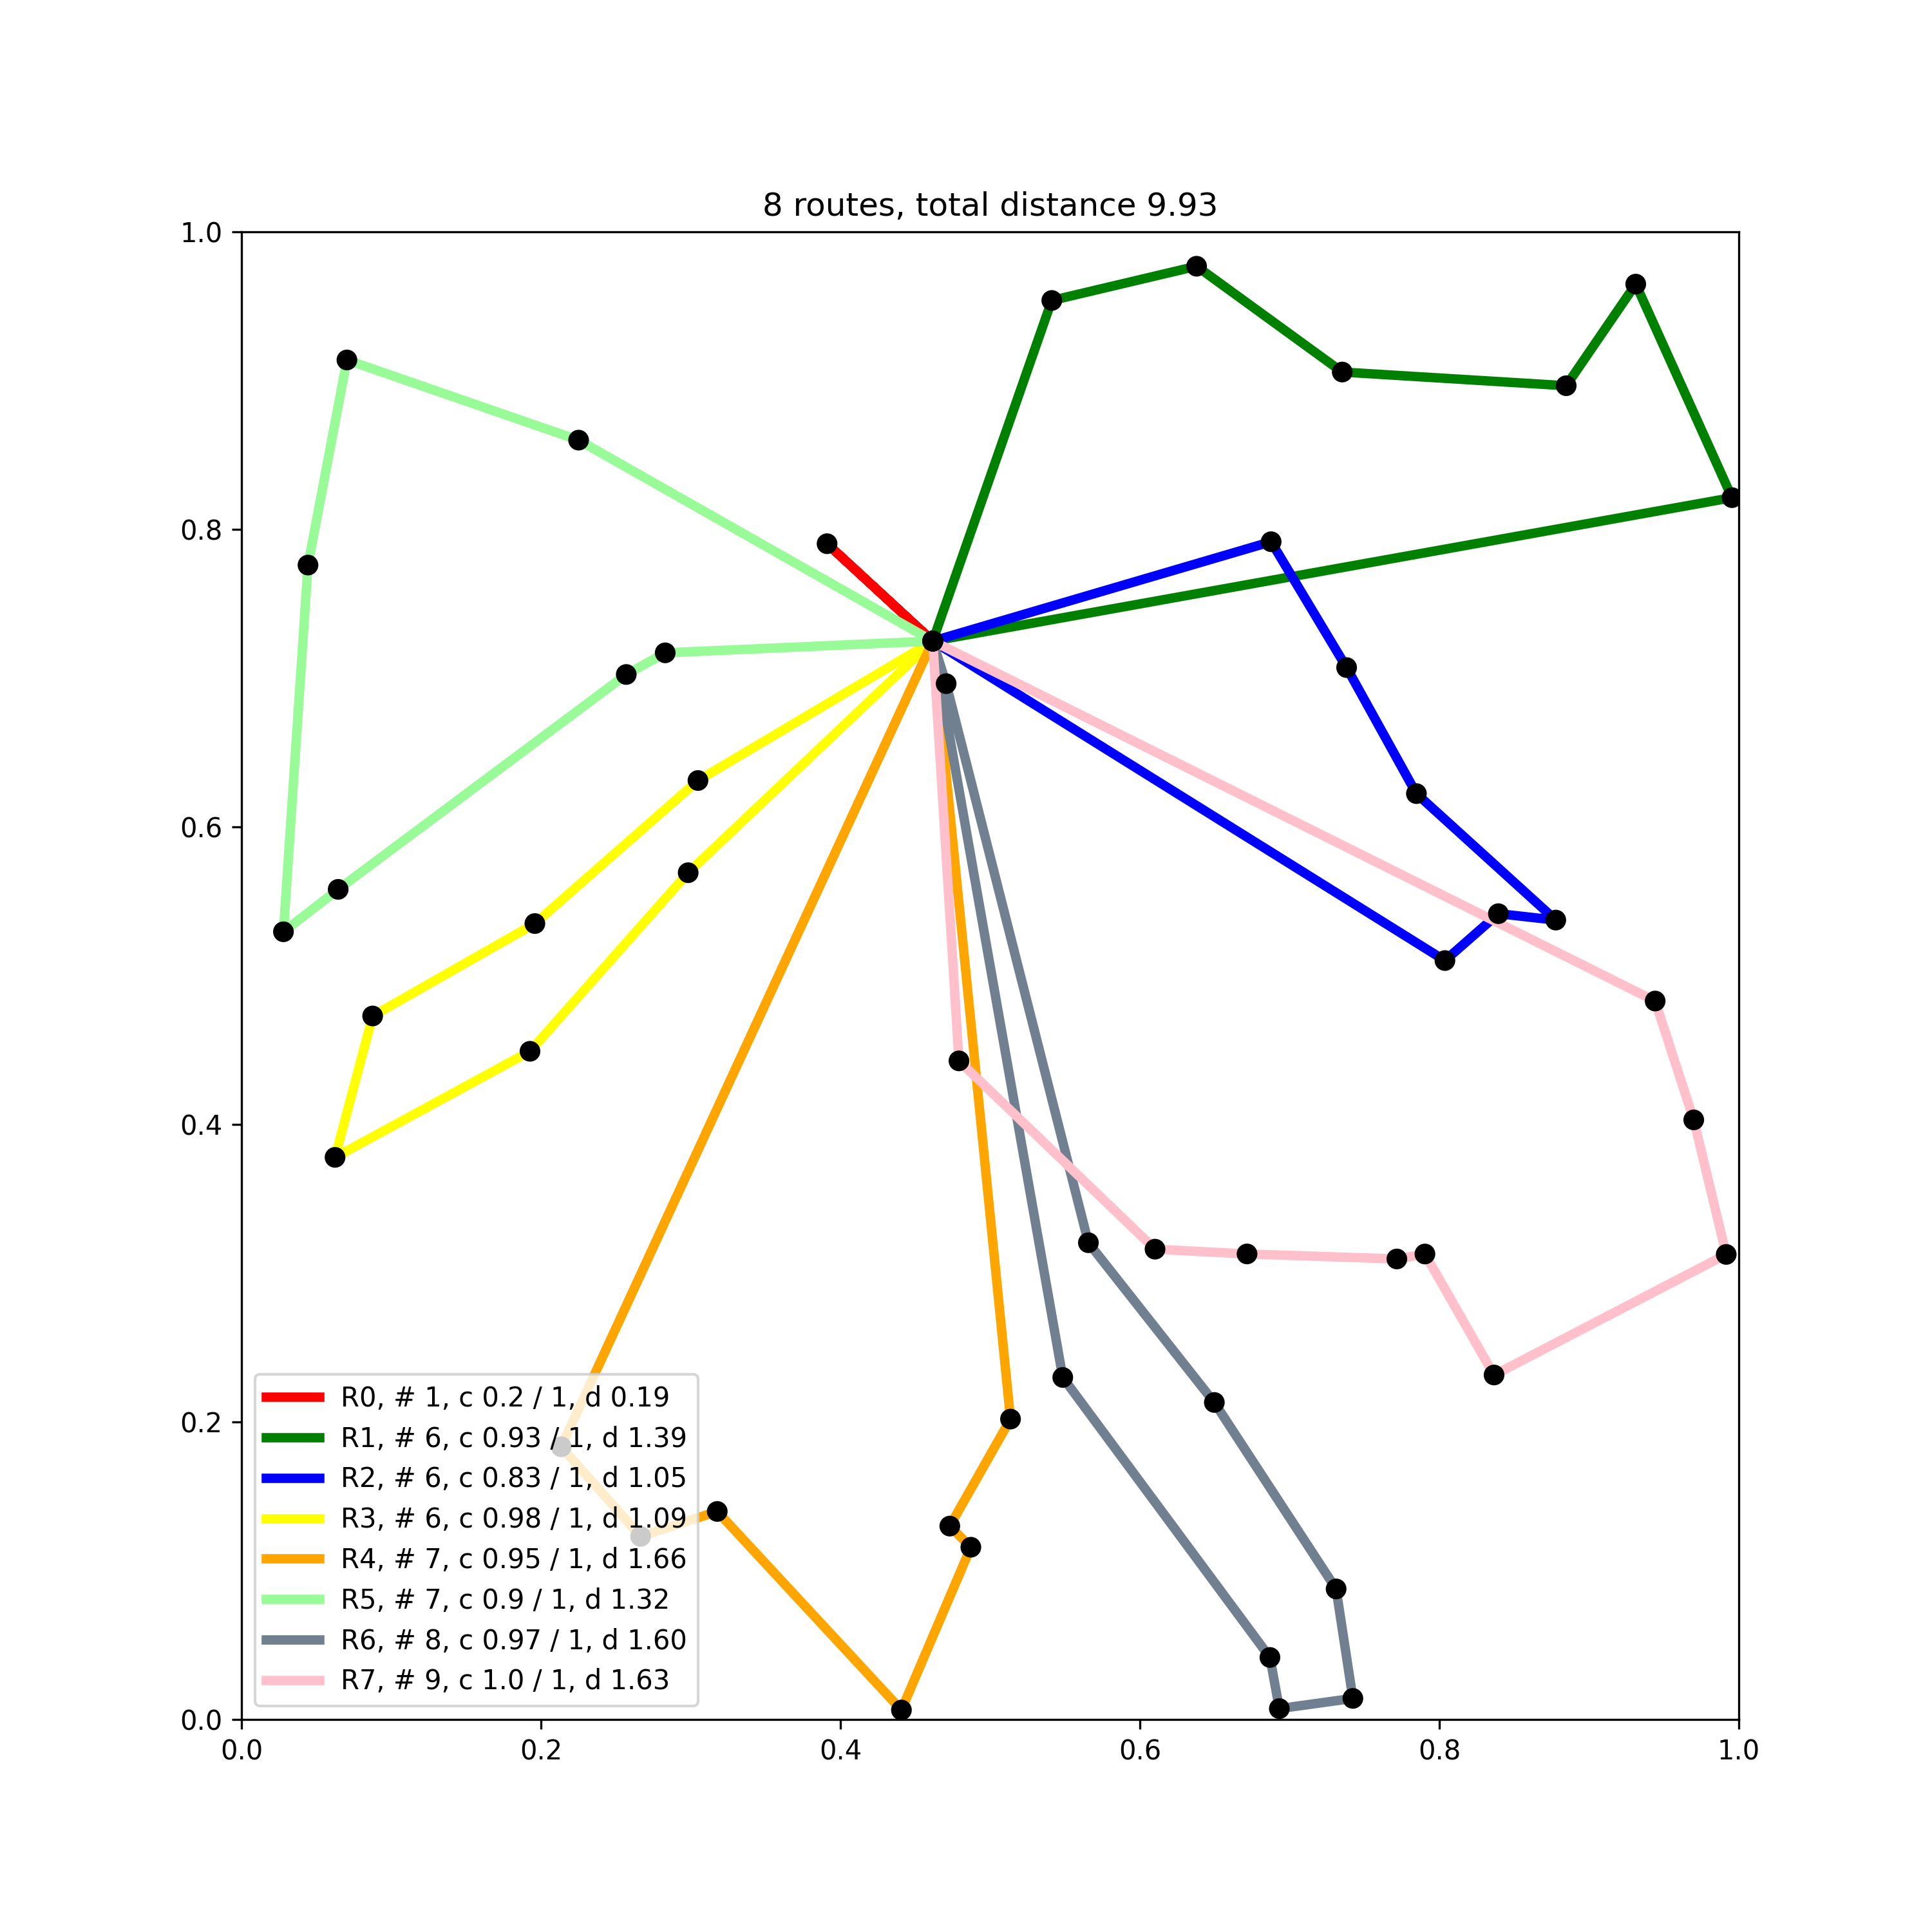 8 routes, total distance 9.93
1.0
0.8
0.6
0.4
0.2
0.0
R0, # 1, c 0.2 / 1, d 0.19
R1, # 6, c 0.93 / 1, d 1.39
R2, # 6, c 0.83 / 1, d 1.05
R3, # 6, c 0.98 / 1, d 1.09
R4, # 7, c 0.95 / 1, d 1.66
R5, # 7, c 0.9 / 1, d 1.32
R6, # 8, c 0.97 / 1, d 1.60
R7, # 9, c 1.0 / 1, d 1.63
0.0 0.2 0.4 0.6 0.8 1.0